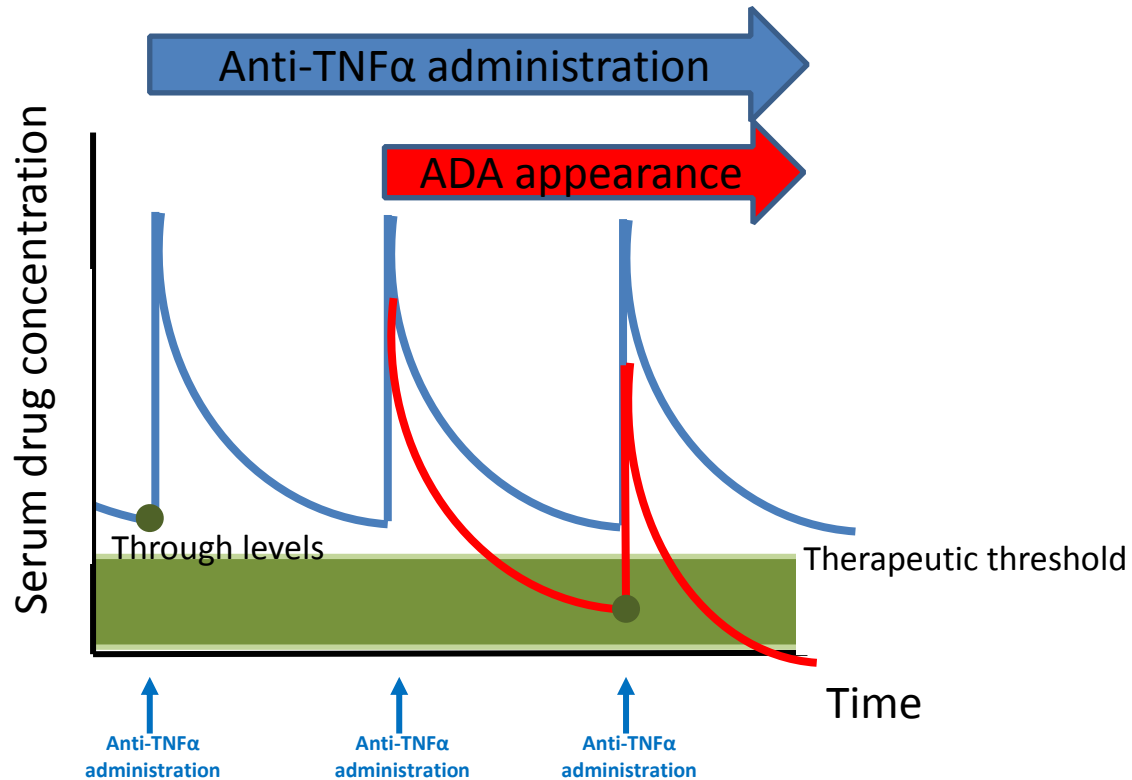 Anti-TNFα administration
ADA appearance
Serum drug concentration
Through levels
Therapeutic threshold
Time
Anti-TNFα
administration
Anti-TNFα
administration
Anti-TNFα
administration